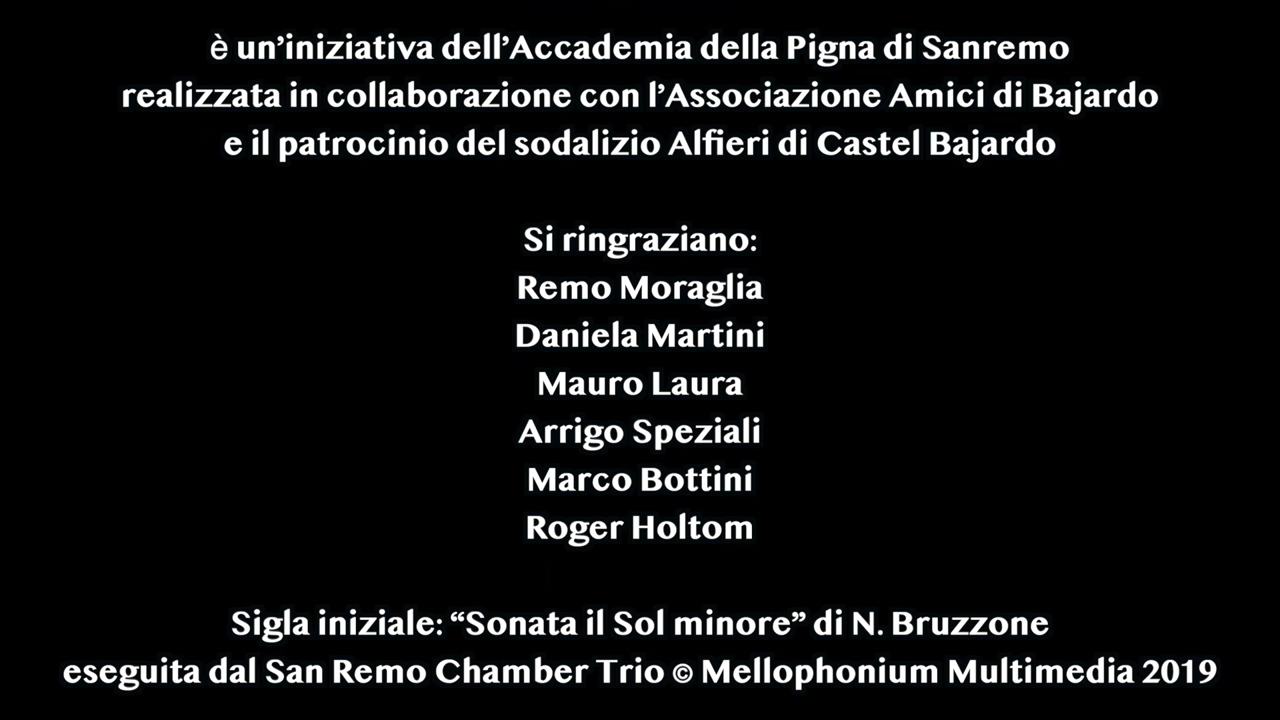 è un’iniziativa dell’Accademia della Pigna di Sanremo
realizzata in collaborazione con l’Associazione Amici di Bajardo
e il patrocinio del sodalizio Alfieri di Castel Bajardo
Si ringraziano:
Remo Moraglia
Daniela Martini
Mauro Laura
Arrigo Speziali
Marco Bottini
Roger Holtom
Sigla iniziale: “Sonata il Sol minore” di N. Bruzzone
eseguita dal San Remo Chamber Trio © Mellophonium Multimedia 2019